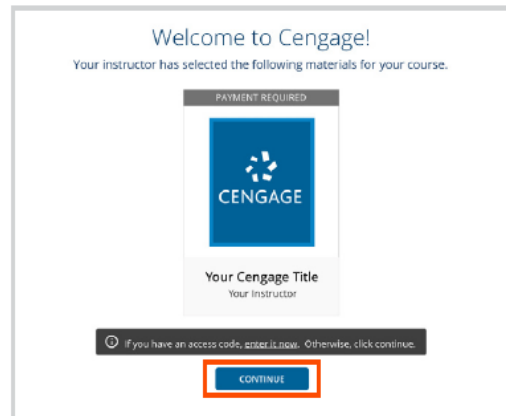 Welcome to Cengage!
Your instructor has selected the following materials for your course.
PAYMENT REQUIRED
CENGAGE
Your Cengage Title
Your Instructor
If you have an access code, enter it now. Otherwise, click continue.
CONTINUE